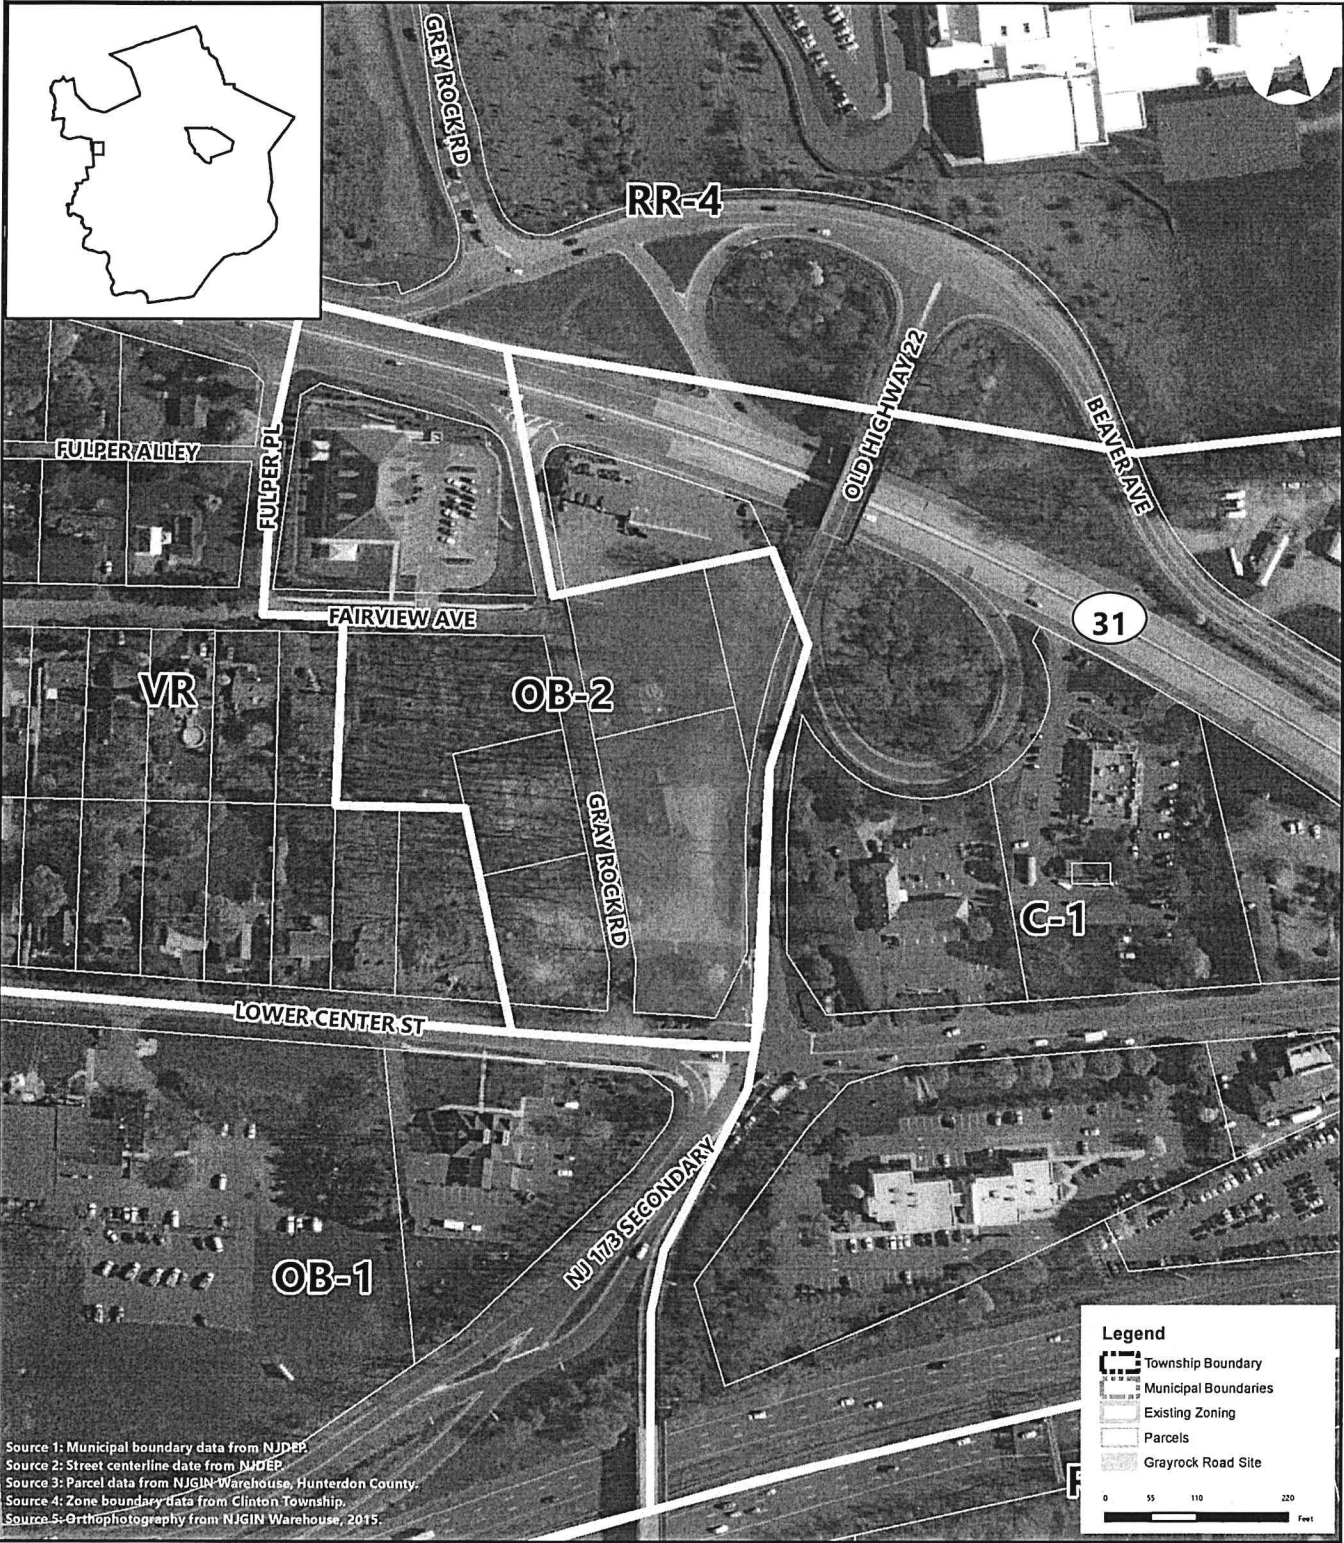 GREY ROCK RD
RR-4
OLD HIGHWAY 22
BEAVER AVE
FULPER ALLEY
FULPER PL
FAIRVIEW AVE
31
VR
OB-2
GRAY ROCK RD
C-1
LOWER CENTER ST
NJ 173 SECONDARY
OB-1
Legend
Township Boundary
Municipal Boundaries
Existing Zoning
Parcels
Grayrock Road Site
0 55 110 220
Feet
Source 1: Municipal boundary data from NJDEP.
Source 2: Street centerline date from NJDEP.
Source 3: Parcel data from NJGIN Warehouse, Hunterdon County.
Source 4: Zone boundary data from Clinton Township.
Source 5: Orthophotography from NJGIN Warehouse, 2015.